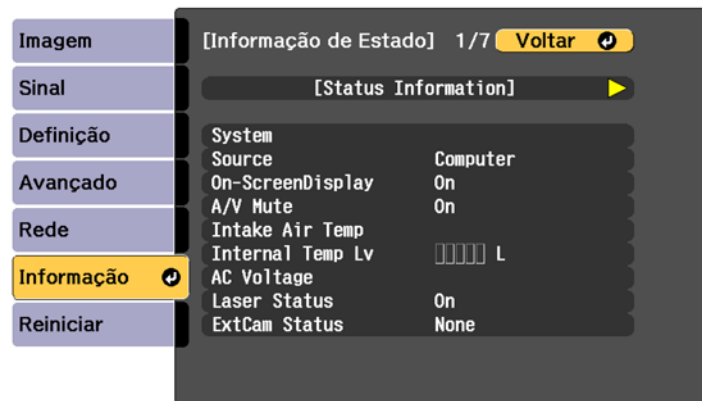 Imagem
Sinal
Definição
Avançado
Rede
Informação
Reiniciar
[Informação de Estado] 1/7 Voltar
[Status Information]
System
Source Computer
On-ScreenDisplay On
A/V Mute On
Intake Air Temp
Internal Temp Lv L
AC Voltage
Laser Status On
ExtCam Status None